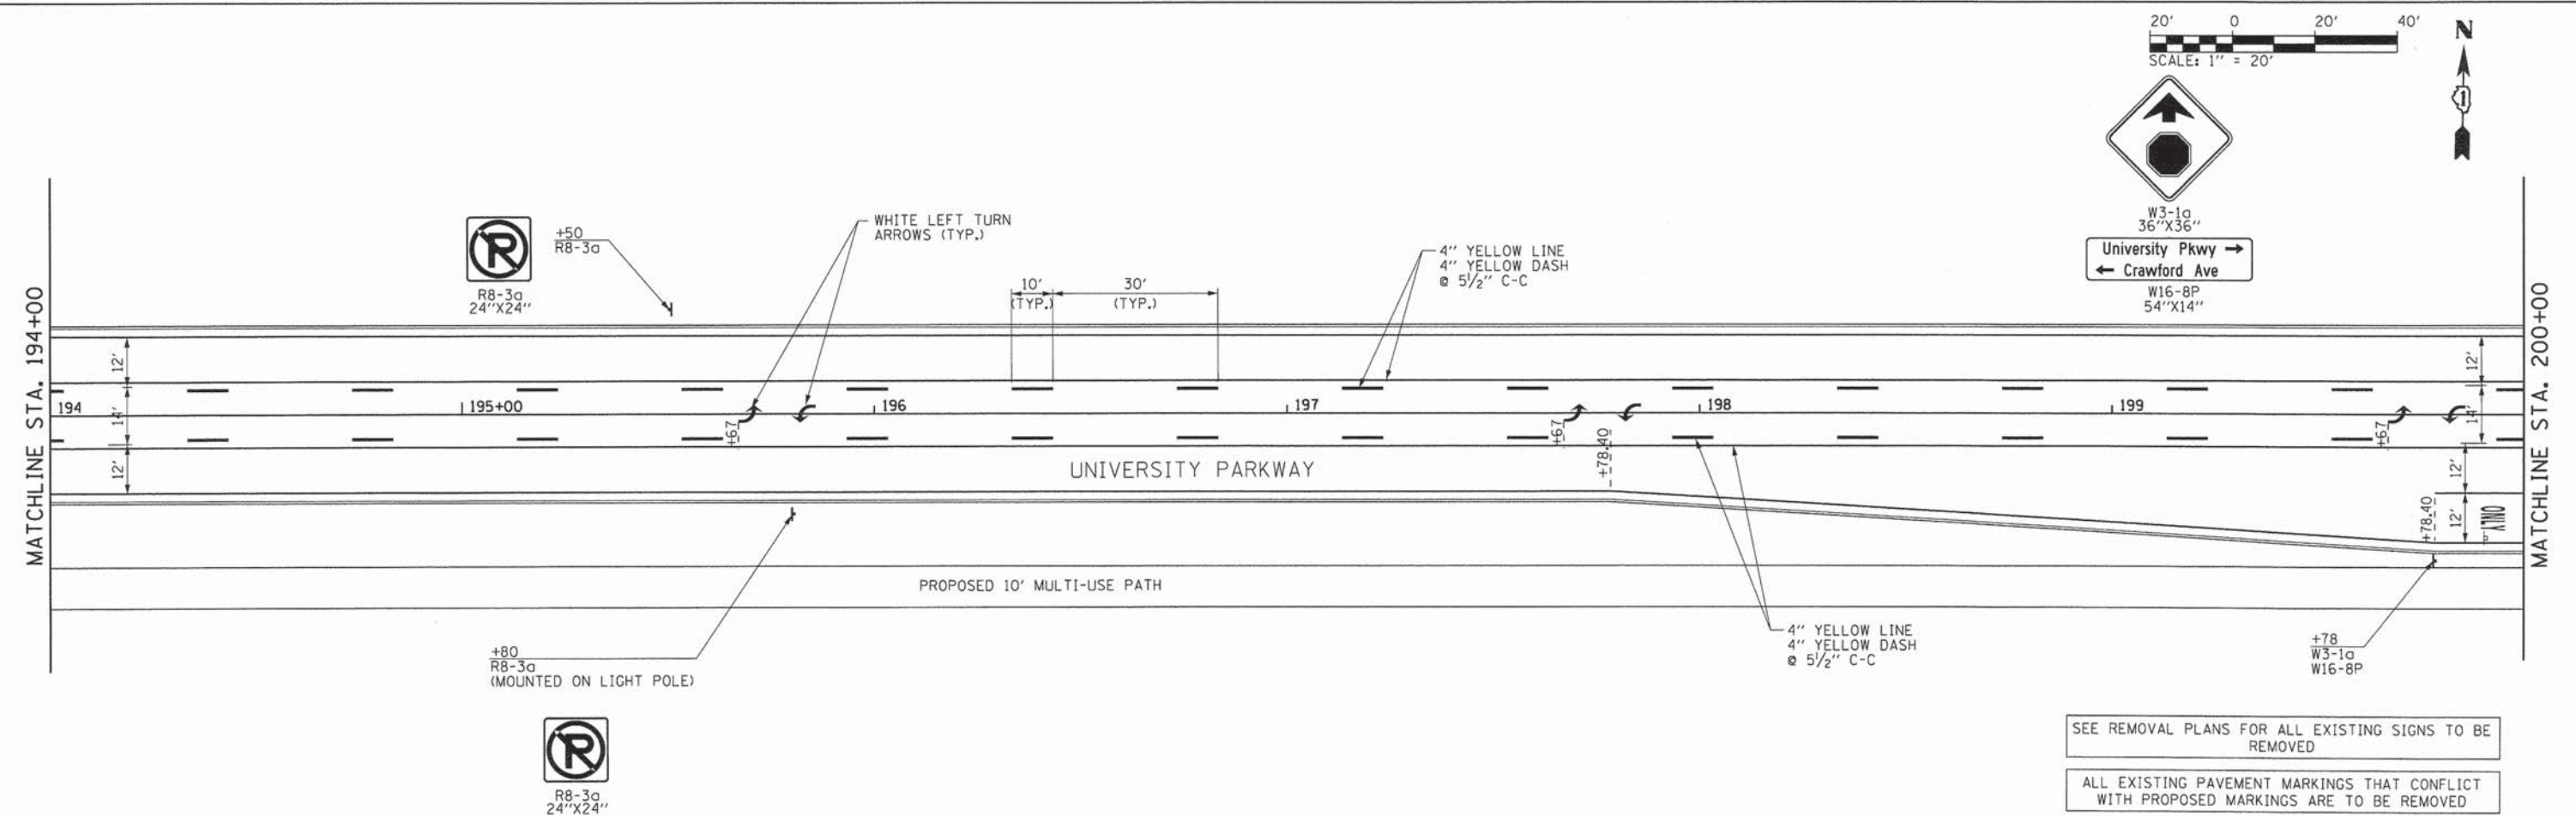 20' 0 20' 40'
SCALE: 1" = 20'
N
1
W3-1a
36"X36"
University Pkwy →
← Crawford Ave
W16-8P
54"X14"
R
R8-3a
24"X24"
+50
R8-3a
WHITE LEFT TURN
ARROWS (TYP.)
10'
(TYP.)
30'
(TYP.)
4" YELLOW LINE
4" YELLOW DASH
@ 5½" C-C
MATCHLINE STA. 194+00
MATCHLINE STA. 200+00
12'
14'
12'
12'
14'
12'
12'
194
195+00
196
197
198
199
+67
+67
+67
+78.40
+78.40
ONLY
UNIVERSITY PARKWAY
PROPOSED 10' MULTI-USE PATH
+80
R8-3a
(MOUNTED ON LIGHT POLE)
R
R8-3a
24"X24"
4" YELLOW LINE
4" YELLOW DASH
@ 5½" C-C
+78
W3-1a
W16-8P
SEE REMOVAL PLANS FOR ALL EXISTING SIGNS TO BE
REMOVED
ALL EXISTING PAVEMENT MARKINGS THAT CONFLICT
WITH PROPOSED MARKINGS ARE TO BE REMOVED